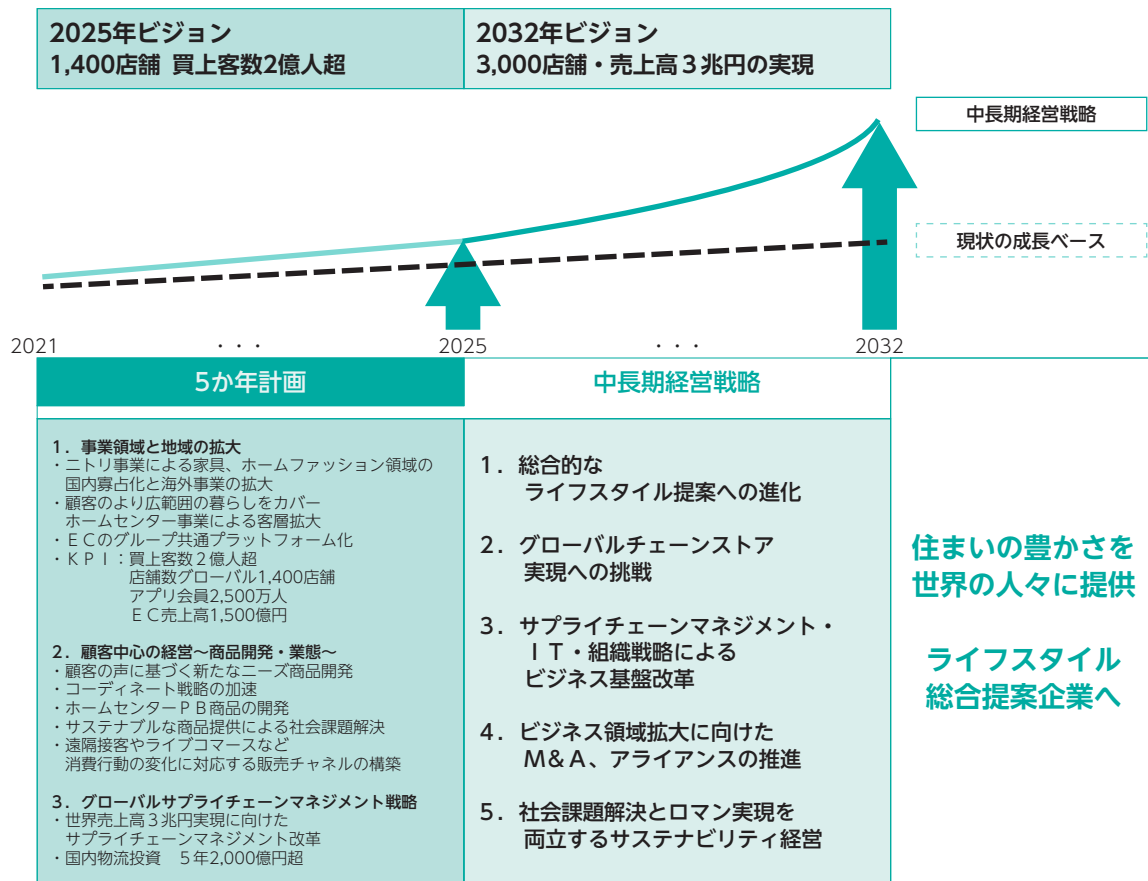 2025年ビジョン
1,400店舗 買上客数2億人超
2032年ビジョン
3,000店舗・売上高3兆円の実現
中長期経営戦略
現状の成長ベース
2021
・・・
2025
・・・
2032
5か年計画
1．事業領域と地域の拡大
・ニトリ事業による家具、ホームファッション領域の
国内寡占化と海外事業の拡大
・顧客のより広範囲の暮らしをカバー
ホームセンター事業による客層拡大
・ECのグループ共通プラットフォーム化
・KPI：買上客数2億人超
店舗数グローバル1,400店舗
アプリ会員2,500万人
EC売上高1,500億円
2．顧客中心の経営～商品開発・業態～
・顧客の声に基づく新たなニーズ商品開発
・コーディネート戦略の加速
・ホームセンターPB商品の開発
・サステナブルな商品提供による社会課題解決
・遠隔接客やライブコマースなど
消費行動の変化に対応する販売チャネルの構築
3．グローバルサプライチェーンマネジメント戦略
・世界売上高3兆円実現に向けた
サプライチェーンマネジメント改革
・国内物流投資　5年2,000億円超
中長期経営戦略
1．総合的な
ライフスタイル提案への進化
2．グローバルチェーンストア
実現への挑戦
3．サプライチェーンマネジメント・
IT・組織戦略による
ビジネス基盤改革
4．ビジネス領域拡大に向けた
M&A、アライアンスの推進
5．社会課題解決とロマン実現を
両立するサステナビリティ経営
住まいの豊かさを
世界の人々に提供
ライフスタイル
総合提案企業へ